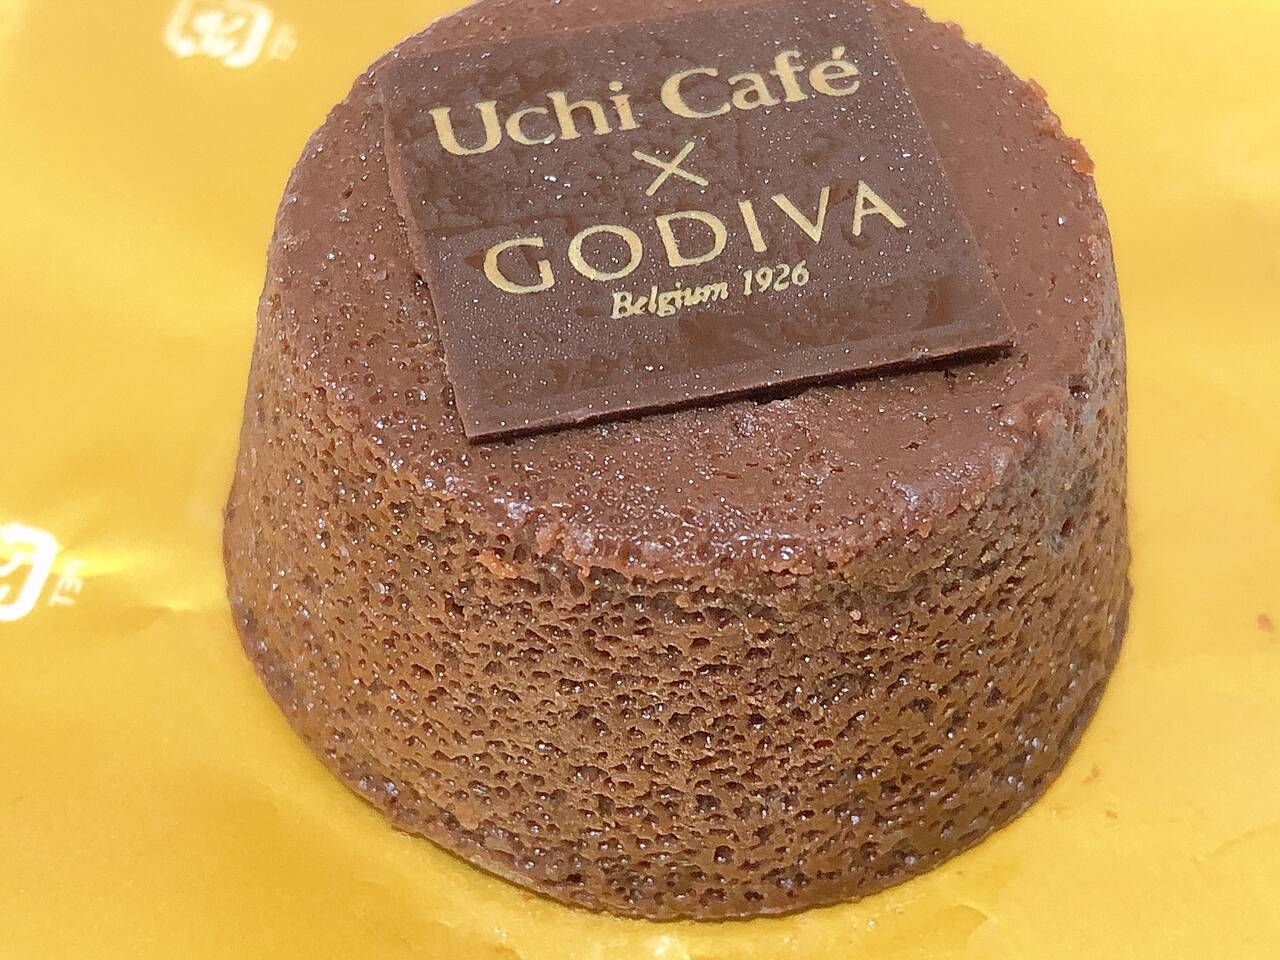 Uchi Café
×
GODIVA
Belgium 1926